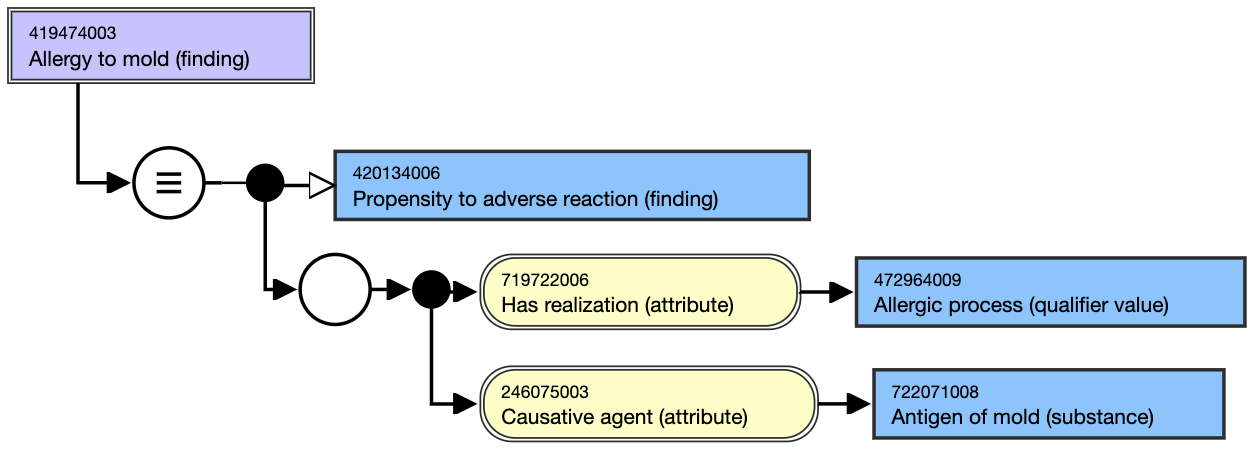 419474003
Allergy to mold (finding)
420134006
Propensity to adverse reaction (finding)
719722006
Has realization (attribute)
472964009
Allergic process (qualifier value)
246075003
Causative agent (attribute)
722071008
Antigen of mold (substance)